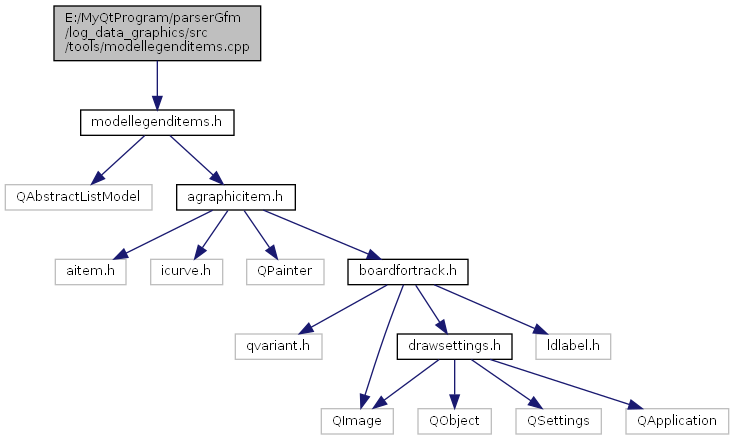 E:/MyQtProgram/parserGfm
/log_data_graphics/src
/tools/modellegenditems.cpp
modellegenditems.h
QAbstractListModel
agraphicitem.h
aitem.h
icurve.h
QPainter
boardfortrack.h
qvariant.h
drawsettings.h
ldlabel.h
QImage
QObject
QSettings
QApplication